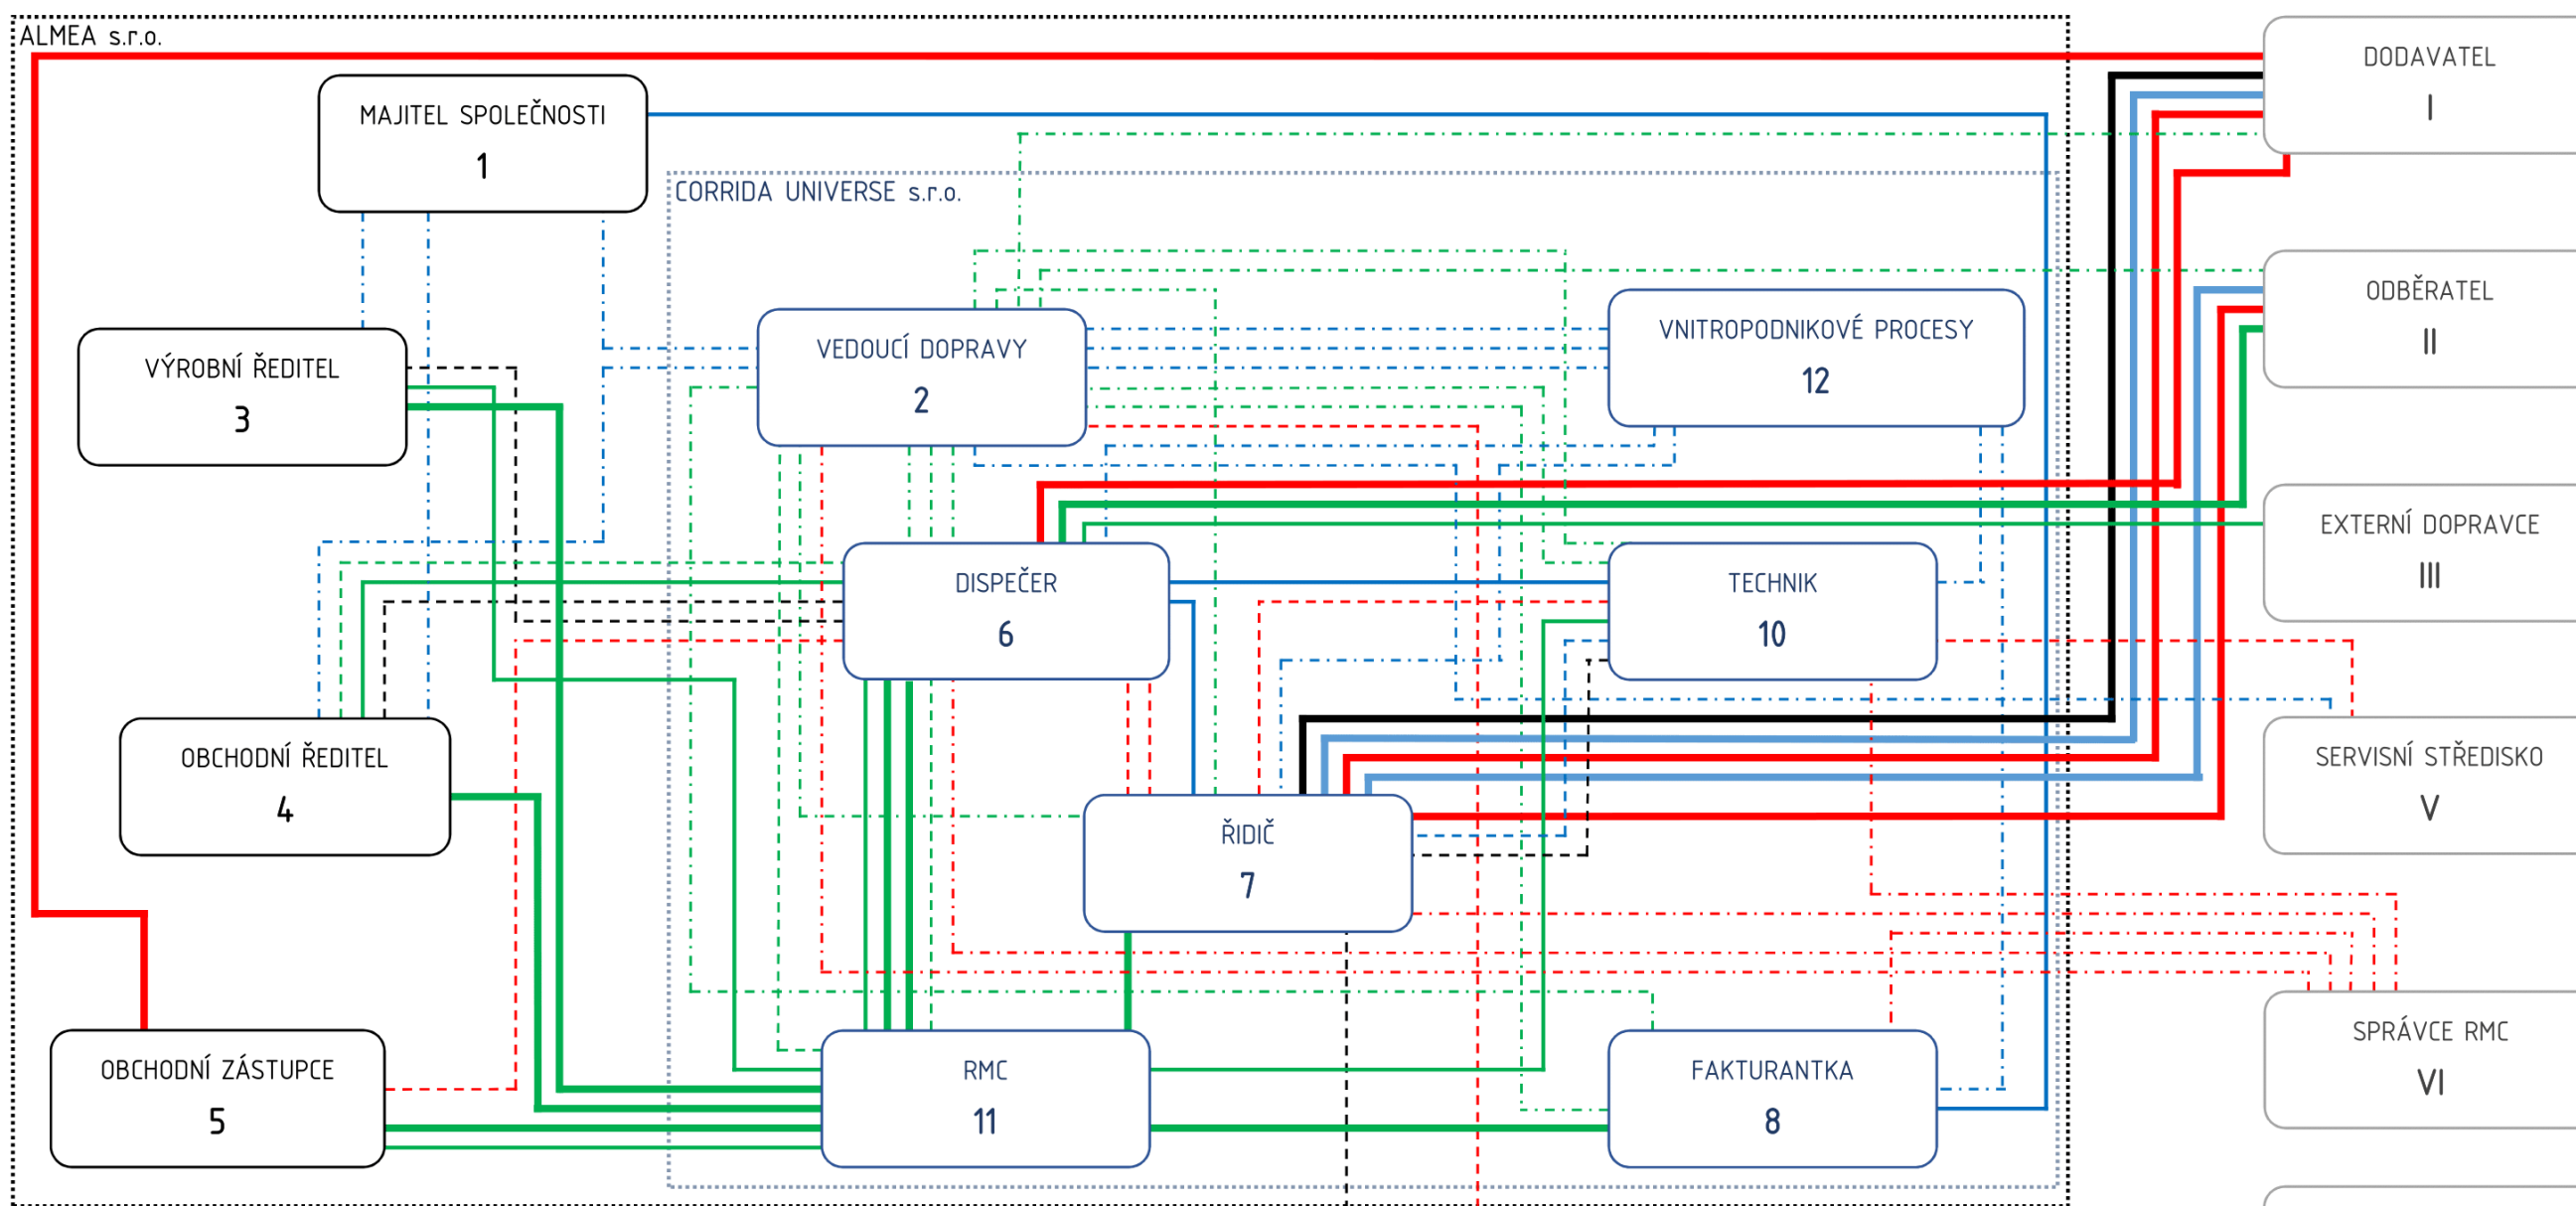 ALMEA s.r.o.
MAJITEL SPOLEČNOSTI
1
DODAVATEL
I
CORRIDA UNIVERSE s.r.o.
VÝROBNÍ ŘEDITEL
3
VEDOUCÍ DOPRAVY
2
VNITROPODNIKOVÉ PROCESY
12
ODBĚRATEL
II
DISPEČER
6
TECHNIK
10
EXTERNÍ DOPRAVCE
III
OBCHODNÍ ŘEDITEL
4
ŘIDIČ
7
SERVISNÍ STŘEDISKO
V
OBCHODNÍ ZÁSTUPCE
5
RMC
11
FAKTURANTKA
8
SPRÁVCE RMC
VI